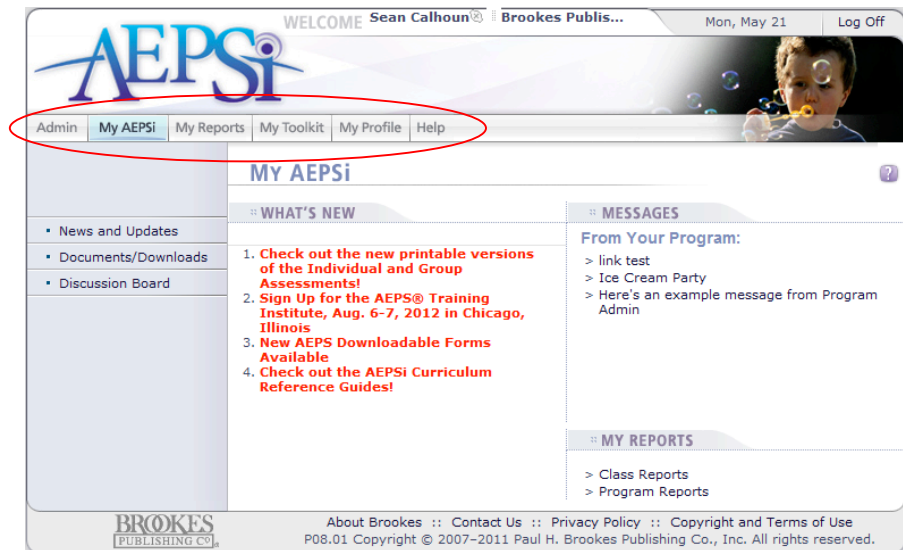 WELCOME Sean Calhoun Brookes Publis... Mon, May 21 Log Off
AEPSi
Admin My AEPSi My Reports My Toolkit My Profile Help
MY AEPSi
?
WHAT'S NEW
News and Updates
Documents/Downloads
Discussion Board
1. Check out the new printable versions
of the Individual and Group
Assessments!
2. Sign Up for the AEPS® Training
Institute, Aug. 6-7, 2012 in Chicago,
Illinois
3. New AEPS Downloadable Forms
Available
4. Check out the AEPSi Curriculum
Reference Guides!
MESSAGES
From Your Program:
> link test
> Ice Cream Party
> Here's an example message from Program
Admin
MY REPORTS
> Class Reports
> Program Reports
BROOKES
PUBLISHING CO
About Brookes :: Contact Us :: Privacy Policy :: Copyright and Terms of Use
P08.01 Copyright © 2007-2011 Paul H. Brookes Publishing Co., Inc. All rights reserved.